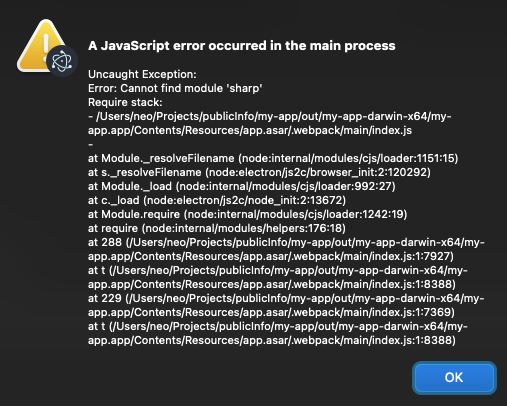 A JavaScript error occurred in the main process
Uncaught Exception:
Error: Cannot find module 'sharp'
Require stack:
- /Users/neo/Projects/publicInfo/my-app/out/my-app-darwin-x64/my-
app.app/Contents/Resources/app.asar/.webpack/main/index.js
-
at Module._resolveFilename (node:internal/modules/cjs/loader:1151:15)
at s._resolveFilename (node:electron/js2c/browser_init:2:120292)
at Module._load (node:internal/modules/cjs/loader:992:27)
at c._load (node:electron/js2c/node_init:2:13672)
at Module.require (node:internal/modules/cjs/loader:1242:19)
at require (node:internal/modules/helpers:176:18)
at 288 (/Users/neo/Projects/publicInfo/my-app/out/my-app-darwin-x64/my-
app.app/Contents/Resources/app.asar/.webpack/main/index.js:1:7927)
at t (/Users/neo/Projects/publicInfo/my-app/out/my-app-darwin-x64/my-
app.app/Contents/Resources/app.asar/.webpack/main/index.js:1:8388)
at 229 (/Users/neo/Projects/publicInfo/my-app/out/my-app-darwin-x64/my-
app.app/Contents/Resources/app.asar/.webpack/main/index.js:1:7369)
at t (/Users/neo/Projects/publicInfo/my-app/out/my-app-darwin-x64/my-
app.app/Contents/Resources/app.asar/.webpack/main/index.js:1:8388)
OK